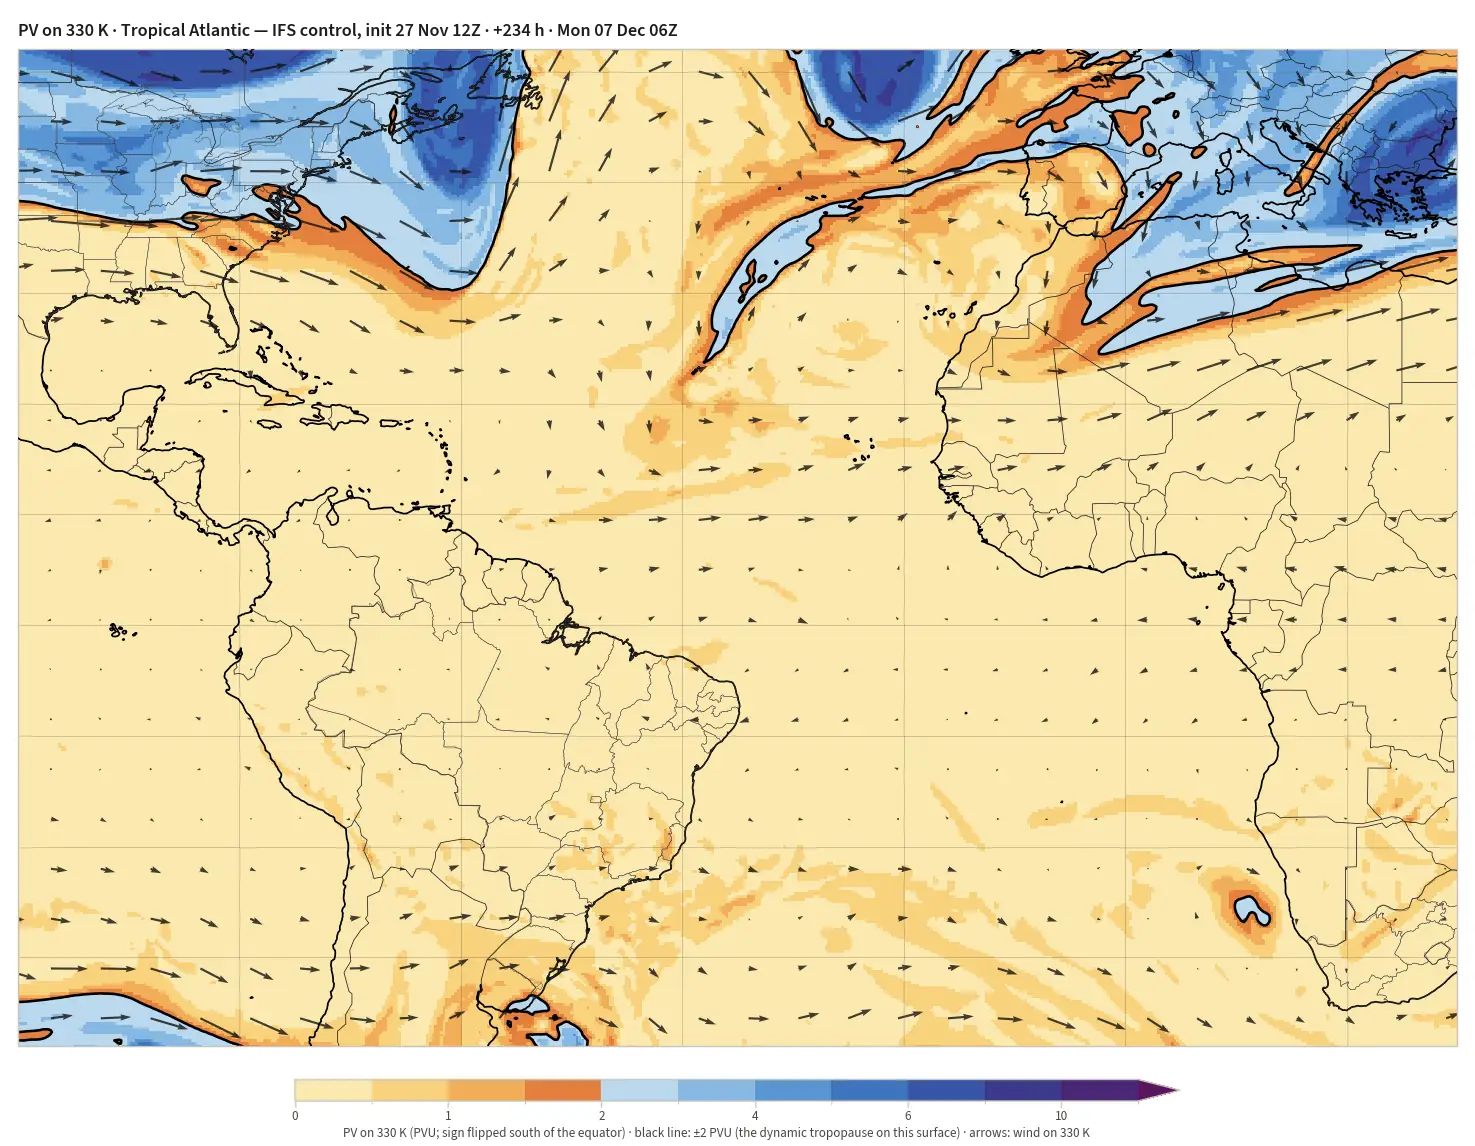 PV on 330 K · Tropical Atlantic — IFS control, init 27 Nov 12Z · +234 h · Mon 07 Dec 06Z
0 1 2 4 6 8 10
PV on 330 K (PVU; sign flipped south of the equator) · black line: ±2 PVU (the dynamic tropopause on this surface) · arrows: wind on 330 K